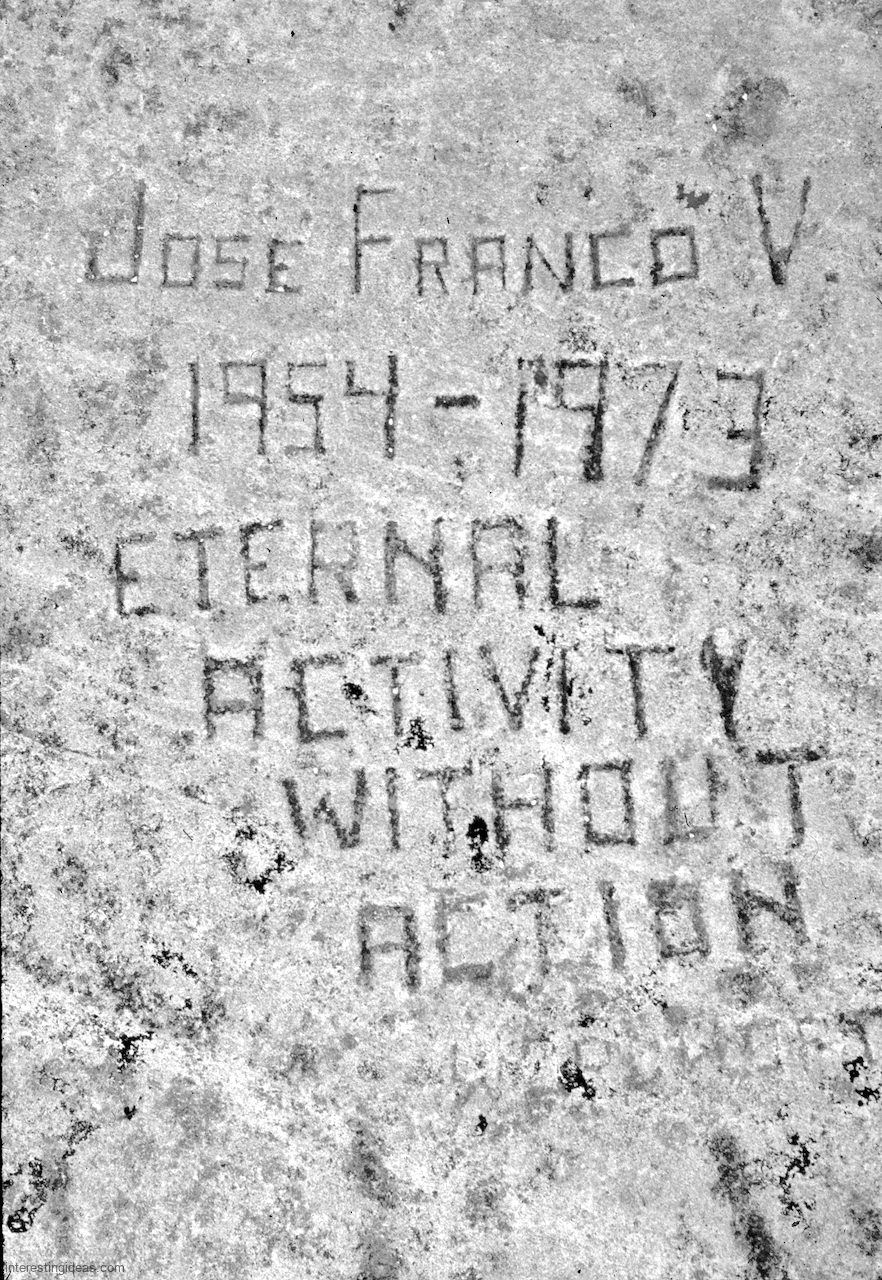 JOSE FRANCO V.
1954-1973
ETERNAL
ACTIVITY
WITHOUT
ACTION
interestingideas.com